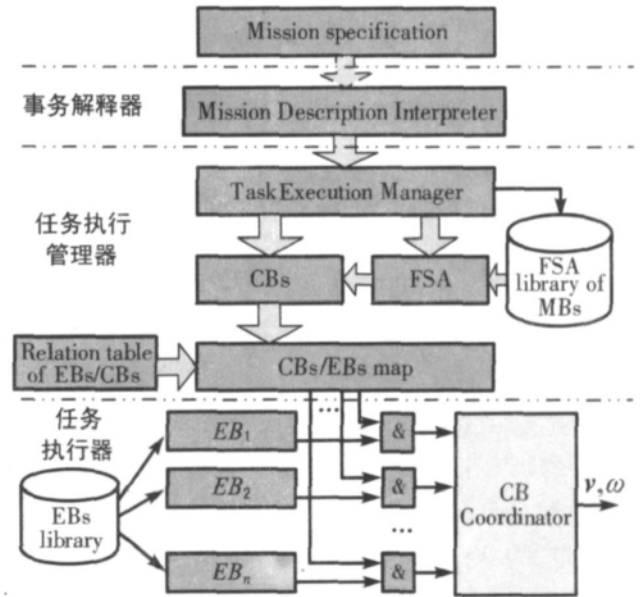 Mission specification
事务解释器
Mission Description Interpreter
Task Execution Manager
任务执行
管理器
CBs
FSA
FSA
library of
MBs
Relation table
of EBs/CBs
CBs/EBs map
...
任务
执行器
EB1
&
EB2
&
CB
Coordinator
v,ω
EBs
library
...
EBn
&